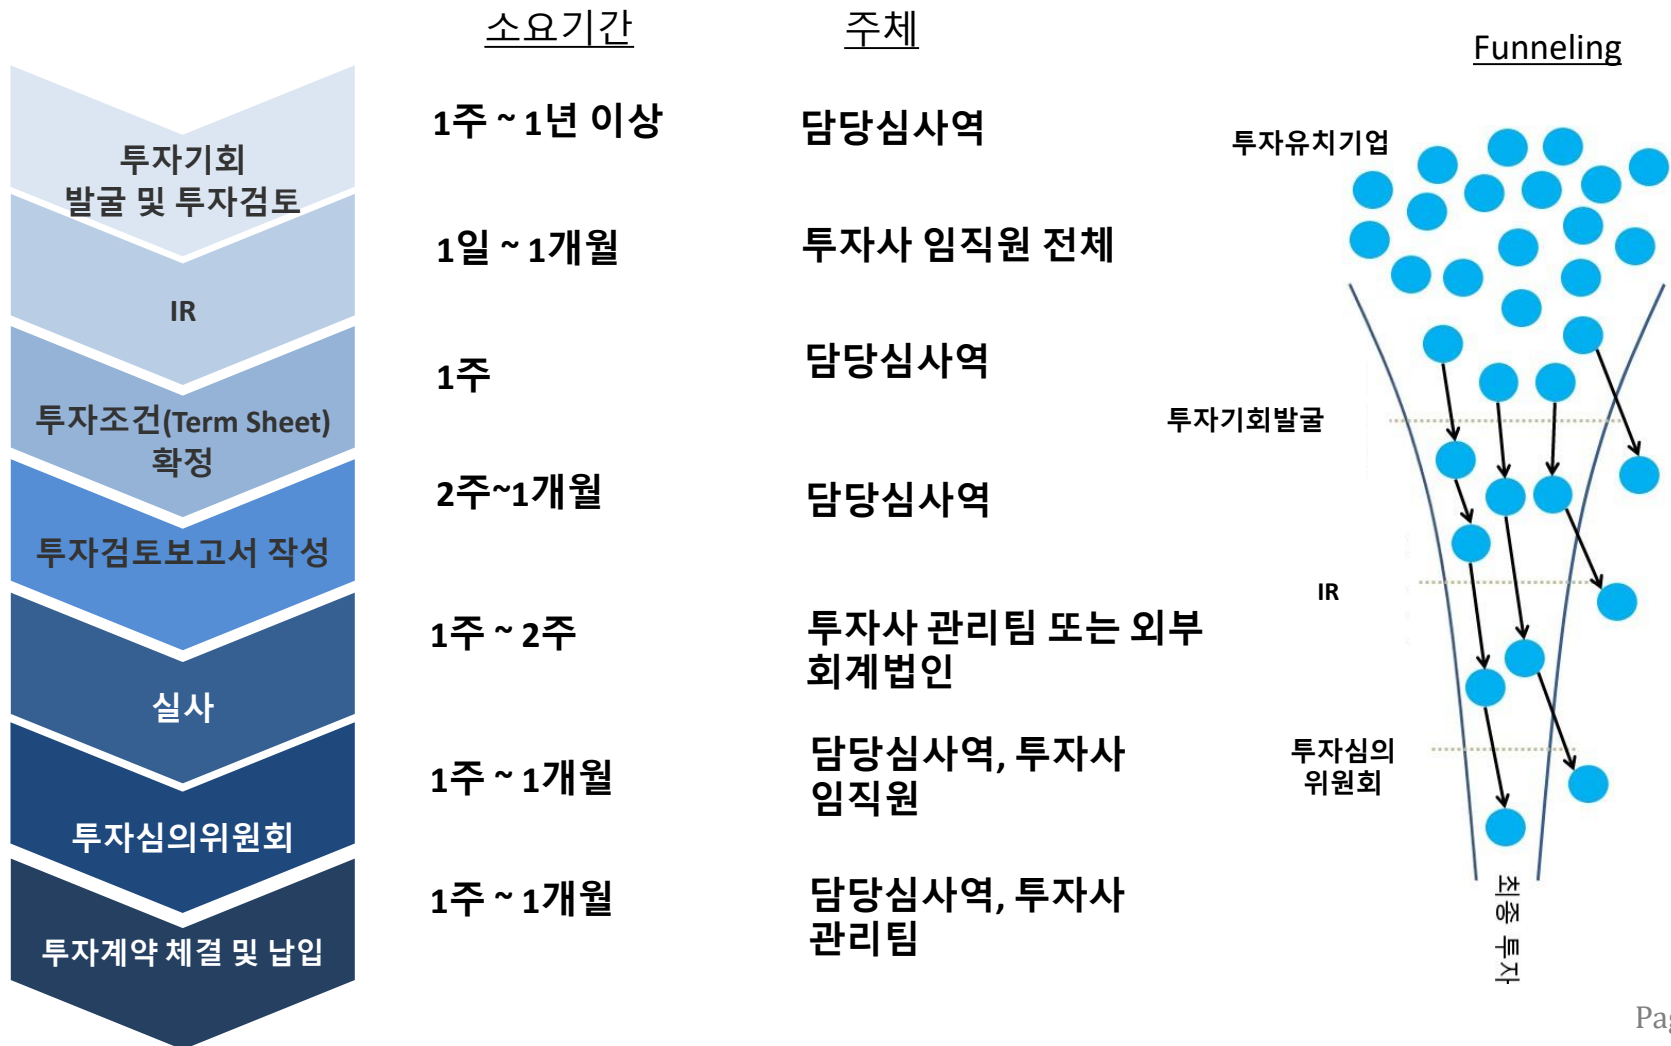 소요기간
주체
Funneling
투자기회
발굴 및 투자검토
1주 ~ 1년 이상
담당심사역
IR
1일 ~ 1개월
투자사 임직원 전체
투자조건(Term Sheet)
확정
1주
담당심사역
투자검토보고서 작성
2주~1개월
담당심사역
실사
1주 ~ 2주
투자사 관리팀 또는 외부
회계법인
투자심의위원회
1주 ~ 1개월
담당심사역, 투자사
임직원
투자계약 체결 및 납입
1주 ~ 1개월
담당심사역, 투자사
관리팀
투자유치기업
투자기회발굴
IR
투자심의
위원회
최종 투자
Pag